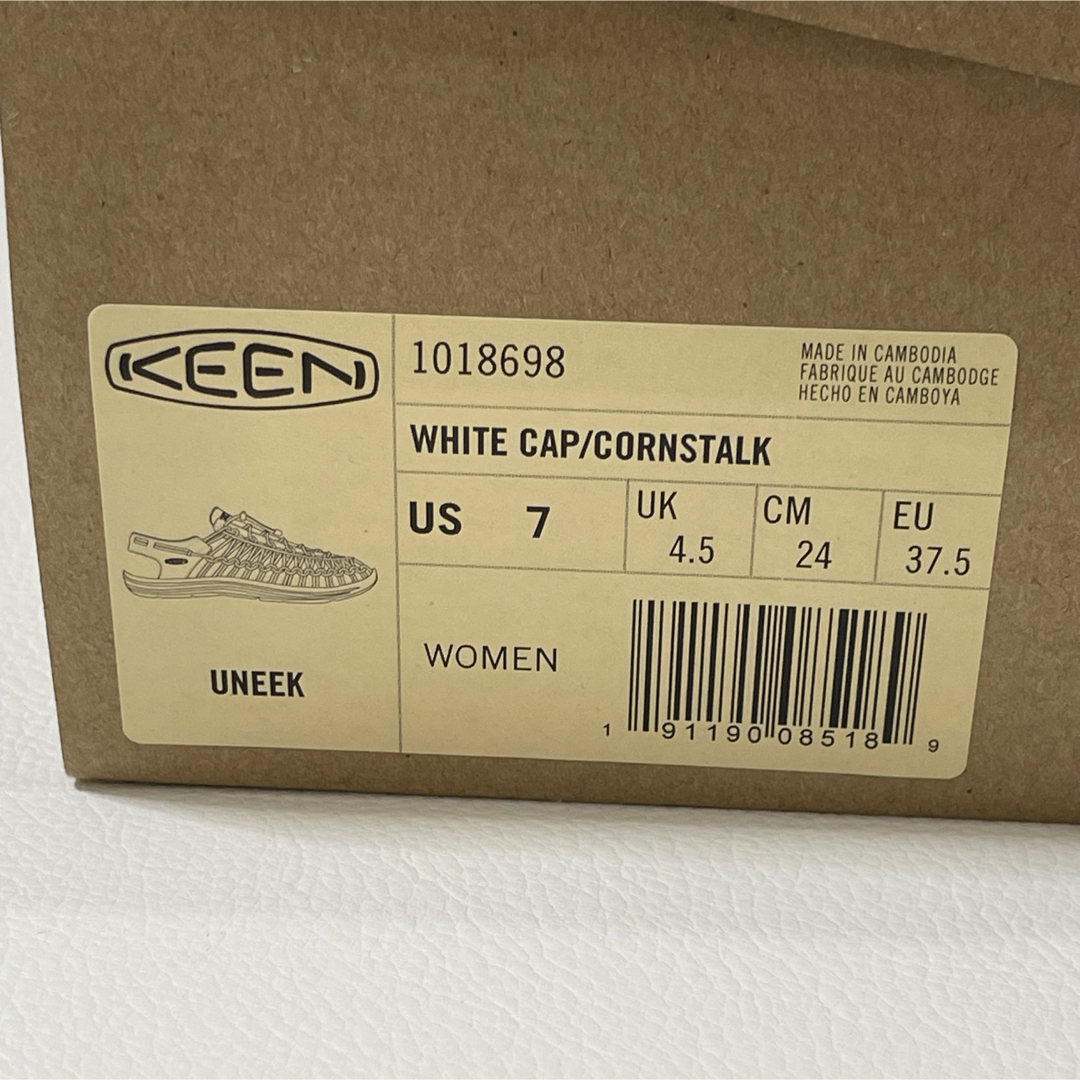 KEEN
1018698
MADE IN CAMBODIA
FABRIQUE AU CAMBODGE
HECHO EN CAMBOYA
WHITE CAP/CORNSTALK
US 7
UK 4.5
CM 24
EU 37.5
UNEEK
WOMEN
1 91190 08518 9